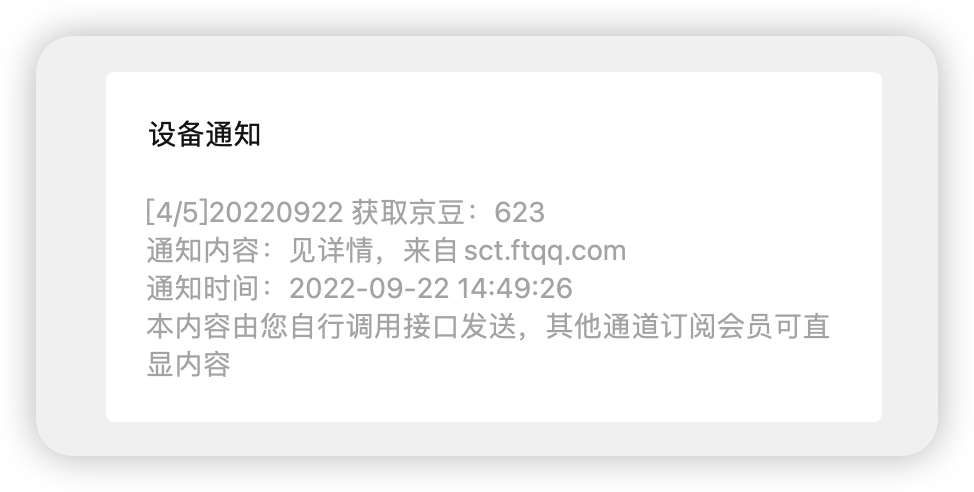 设备通知
[4/5]20220922 获取京豆：623
通知内容：见详情，来自 sct.ftqq.com
通知时间：2022-09-22 14:49:26
本内容由您自行调用接口发送，其他通道订阅会员可直
显内容